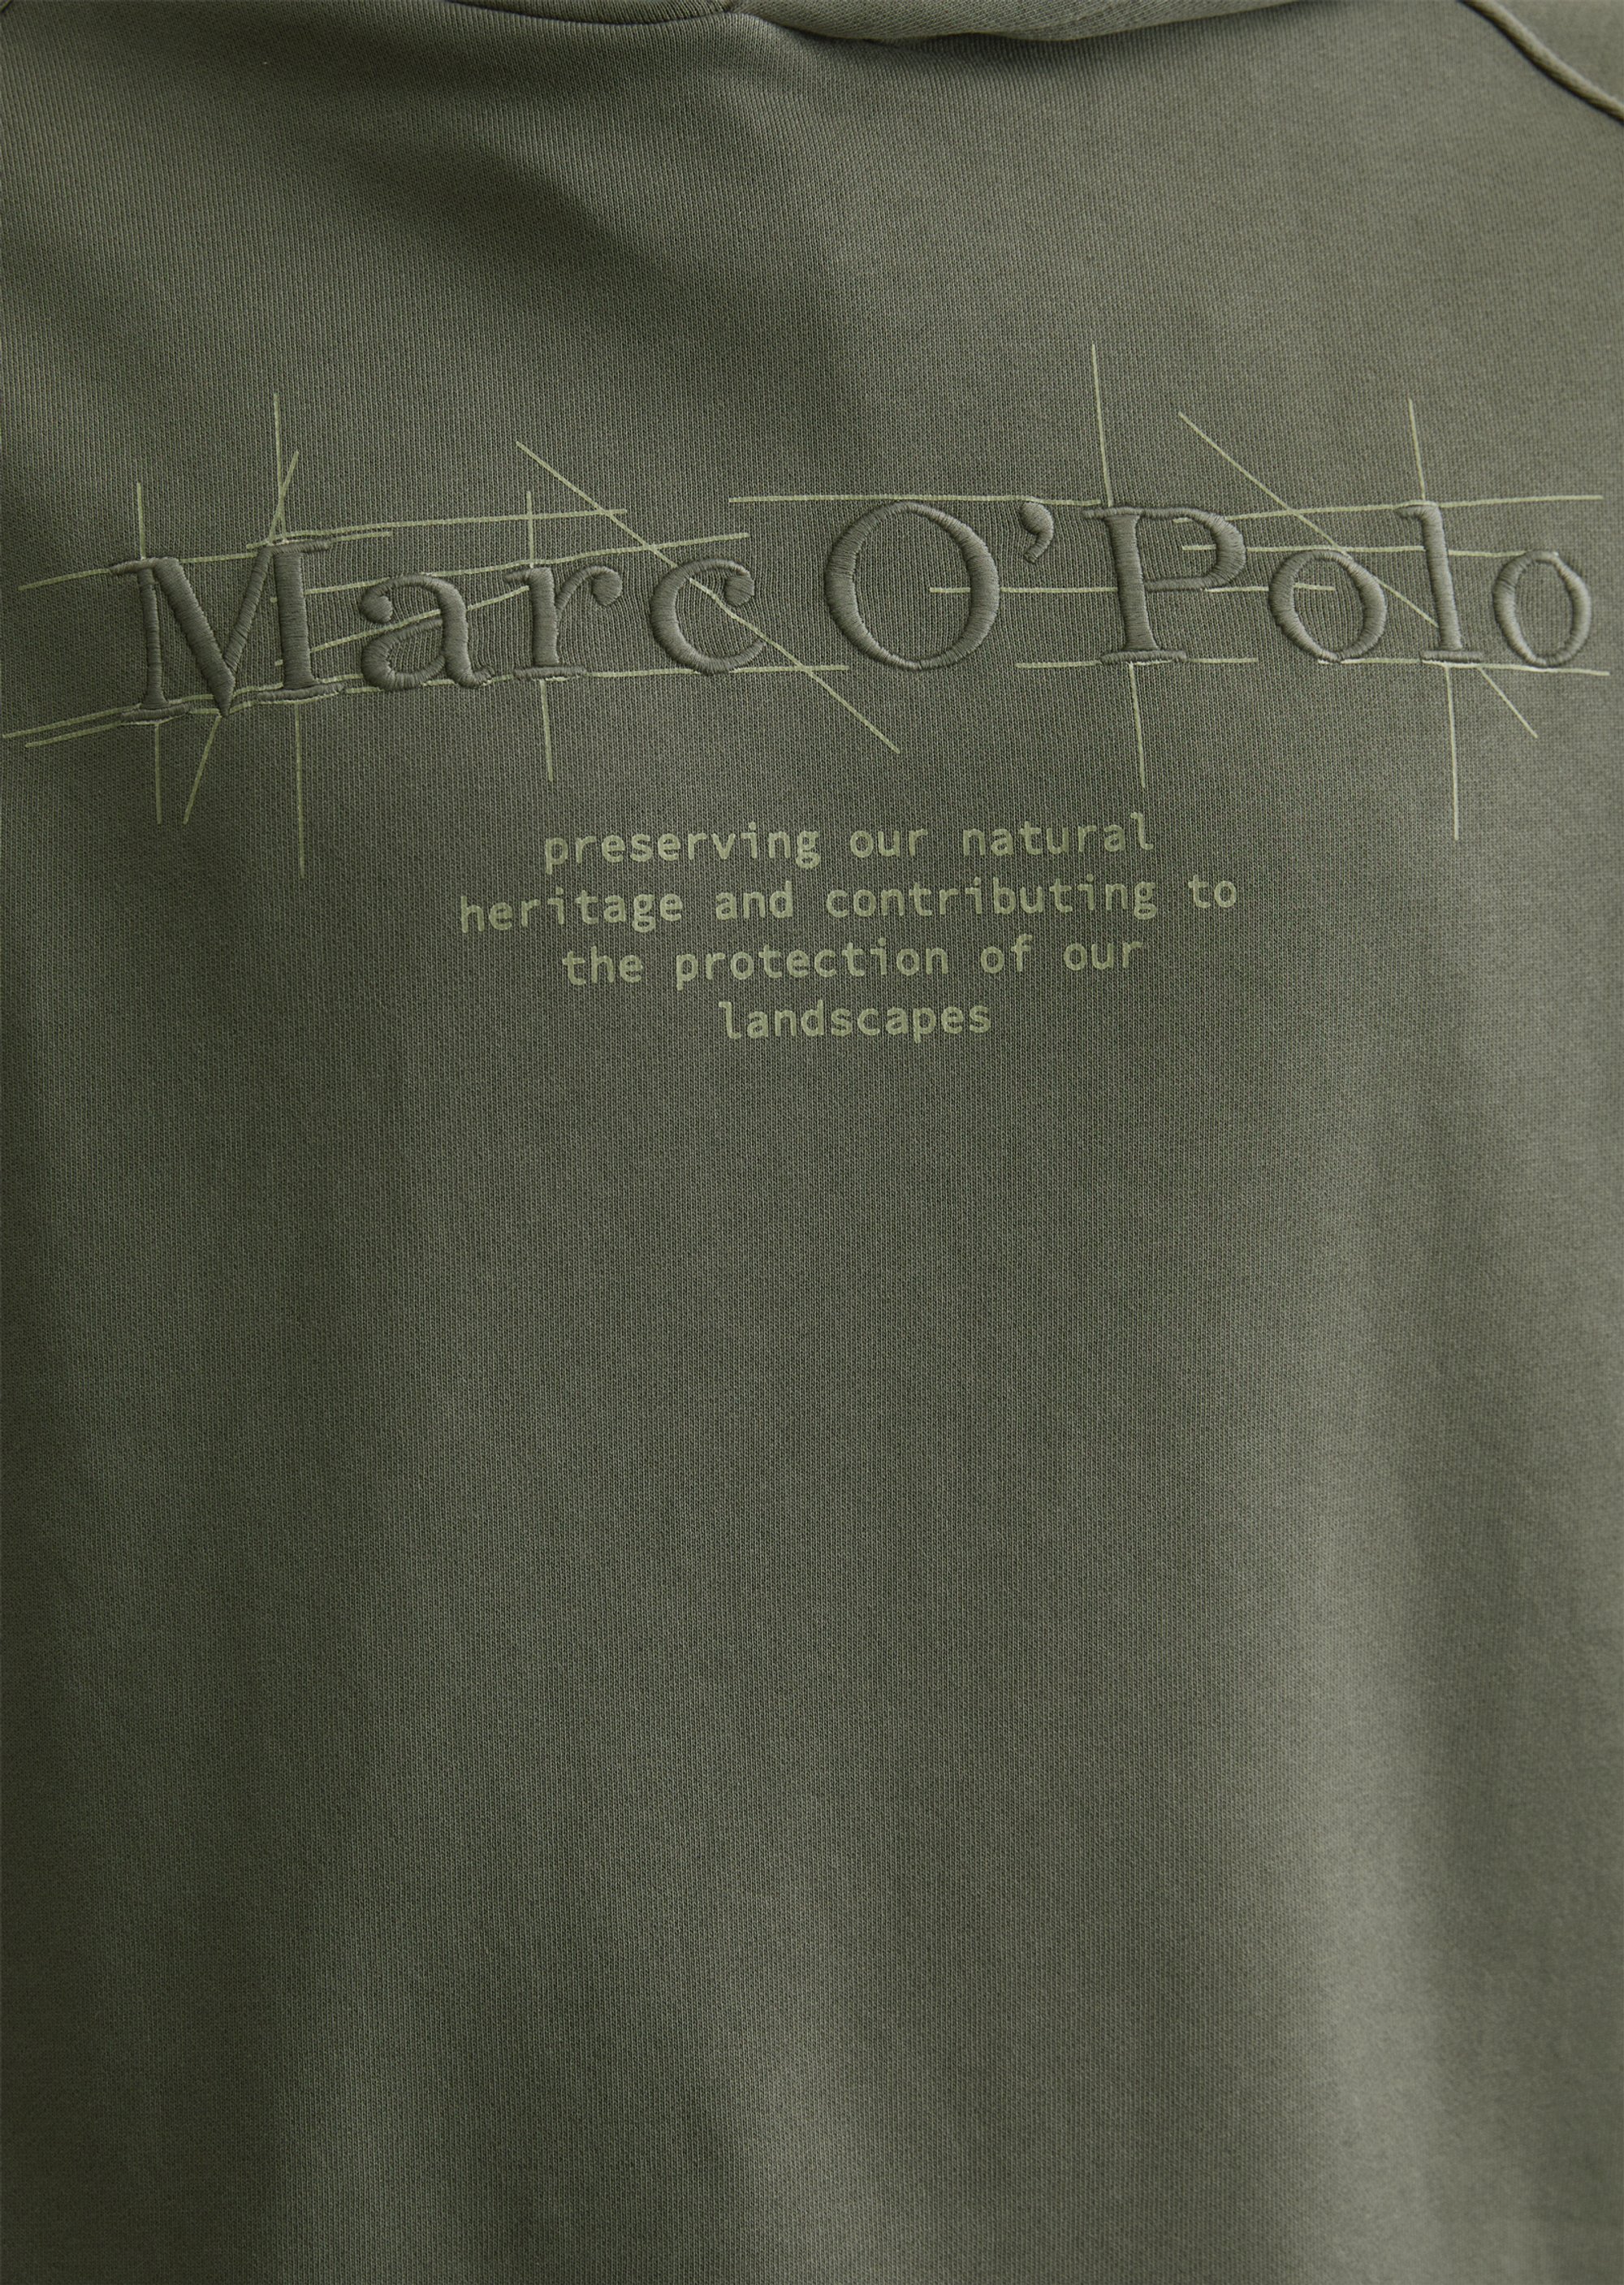 Marc O'Polo
preserving our natural
heritage and contributing to
the protection of our
landscapes